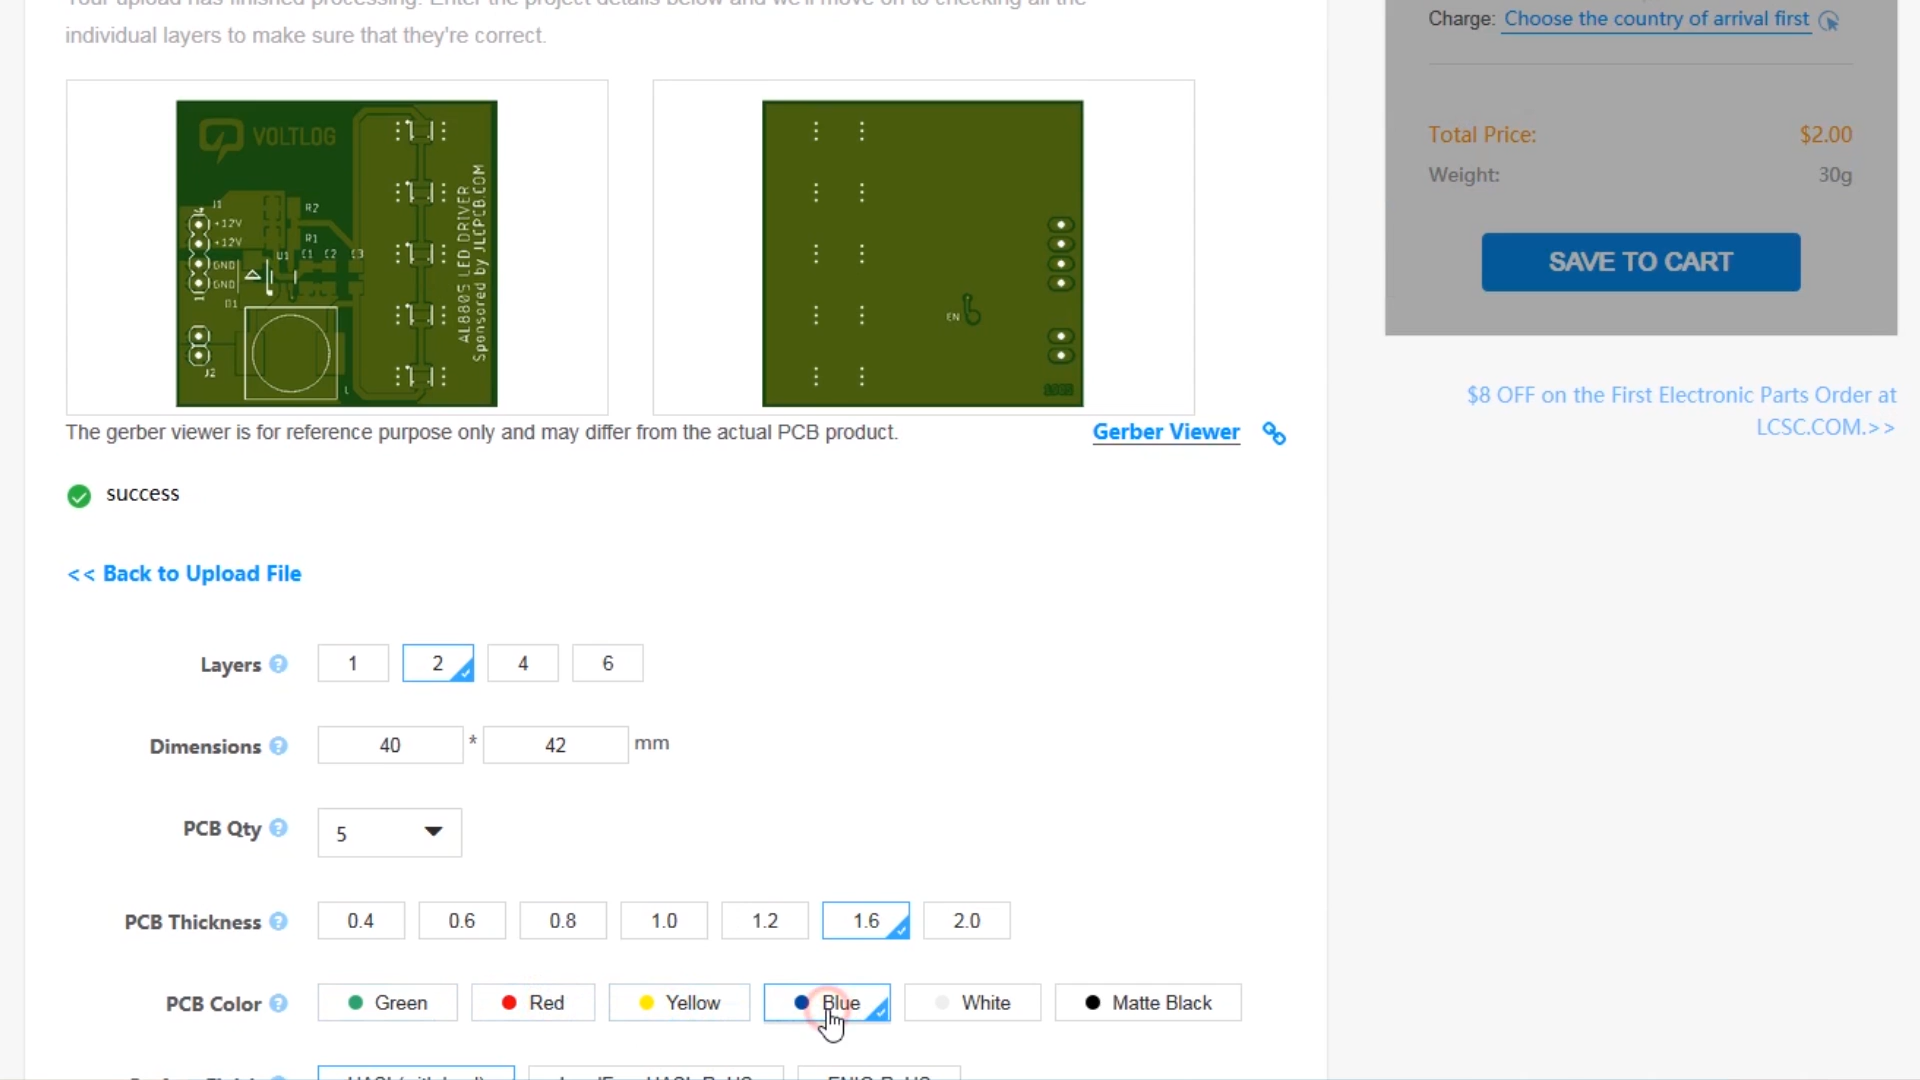 individual layers to make sure that they're correct.
VOLTLOG
J1
+12V
+12V
GND
GND
R2
R1
U1 C1 C2 C3
D1
J2
L
AL8805 LED DRIVER
Sponsored by JLCPCB.COM
EN
The gerber viewer is for reference purpose only and may differ from the actual PCB product.
Gerber Viewer
success
<< Back to Upload File
Layers ? 1 2 4 6
Dimensions ? 40 * 42 mm
PCB Qty ? 5
PCB Thickness ? 0.4 0.6 0.8 1.0 1.2 1.6 2.0
PCB Color ? Green Red Yellow Blue White Matte Black
Charge: Choose the country of arrival first
Total Price: $2.00
Weight: 30g
SAVE TO CART
$8 OFF on the First Electronic Parts Order at
LCSC.COM.>>